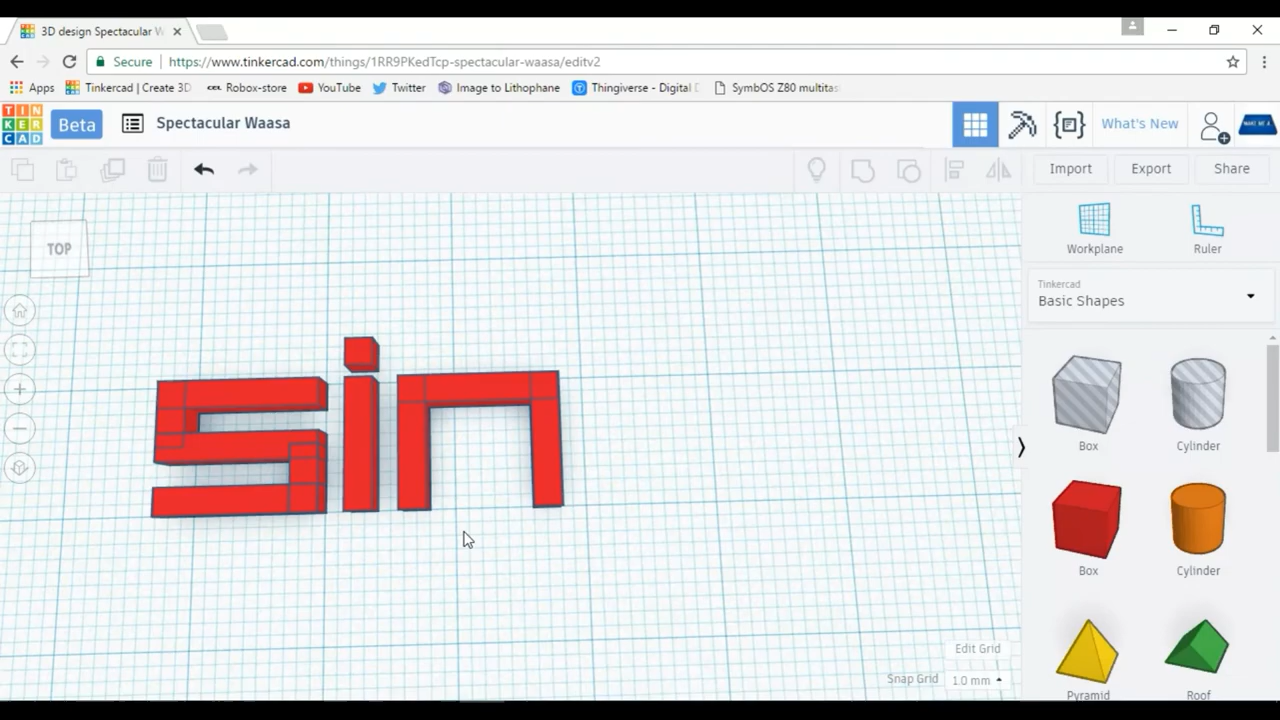 3D design Spectacular W
Secure https://www.tinkercad.com/things/1RR9PKedTcp-spectacular-waasa/editv2
Apps Tinkercad | Create 3D CEL Robox-store YouTube Twitter Image to Lithophane Thingiverse - Digital D SymbOS Z80 multitas
TIN KER CAD Beta Spectacular Waasa What's New
Import Export Share
TOP
Workplane Ruler
Tinkercad
Basic Shapes
sin
Box Cylinder
Box Cylinder
Pyramid Roof
Edit Grid
Snap Grid 1.0 mm